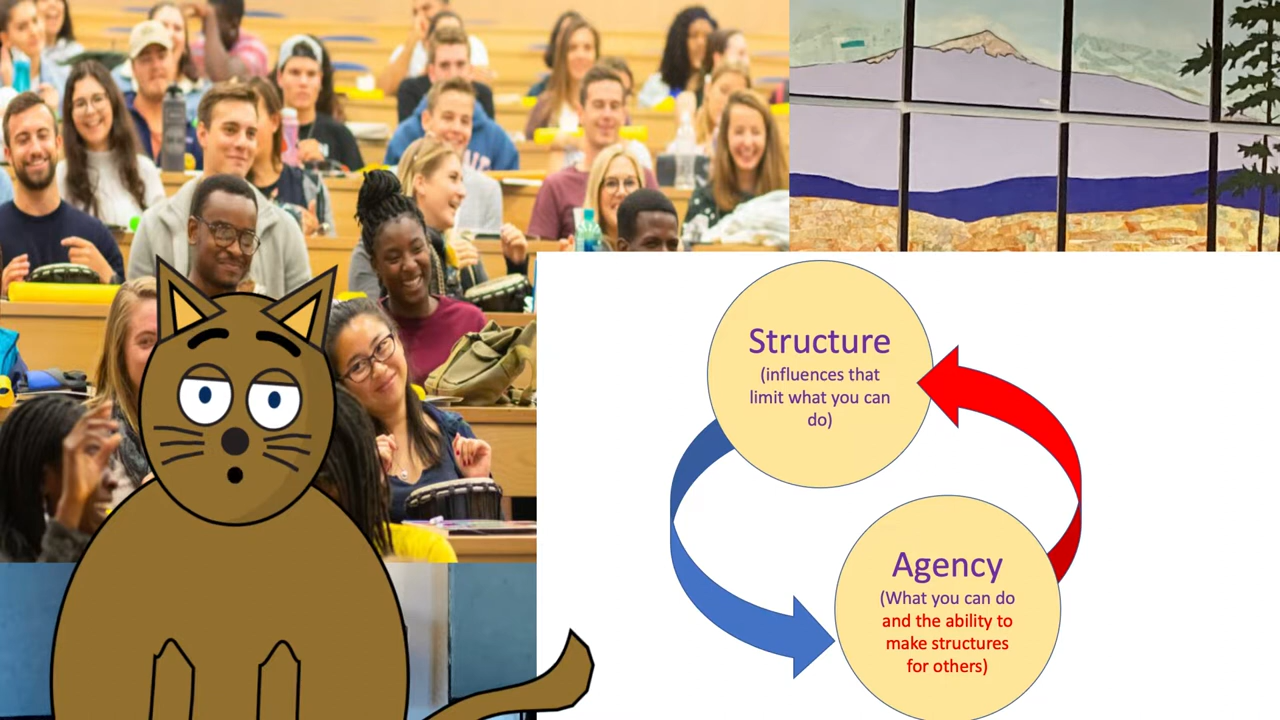 Structure
(influences that
limit what you can
do)
Agency
(What you can do
and the ability to
make structures
for others)